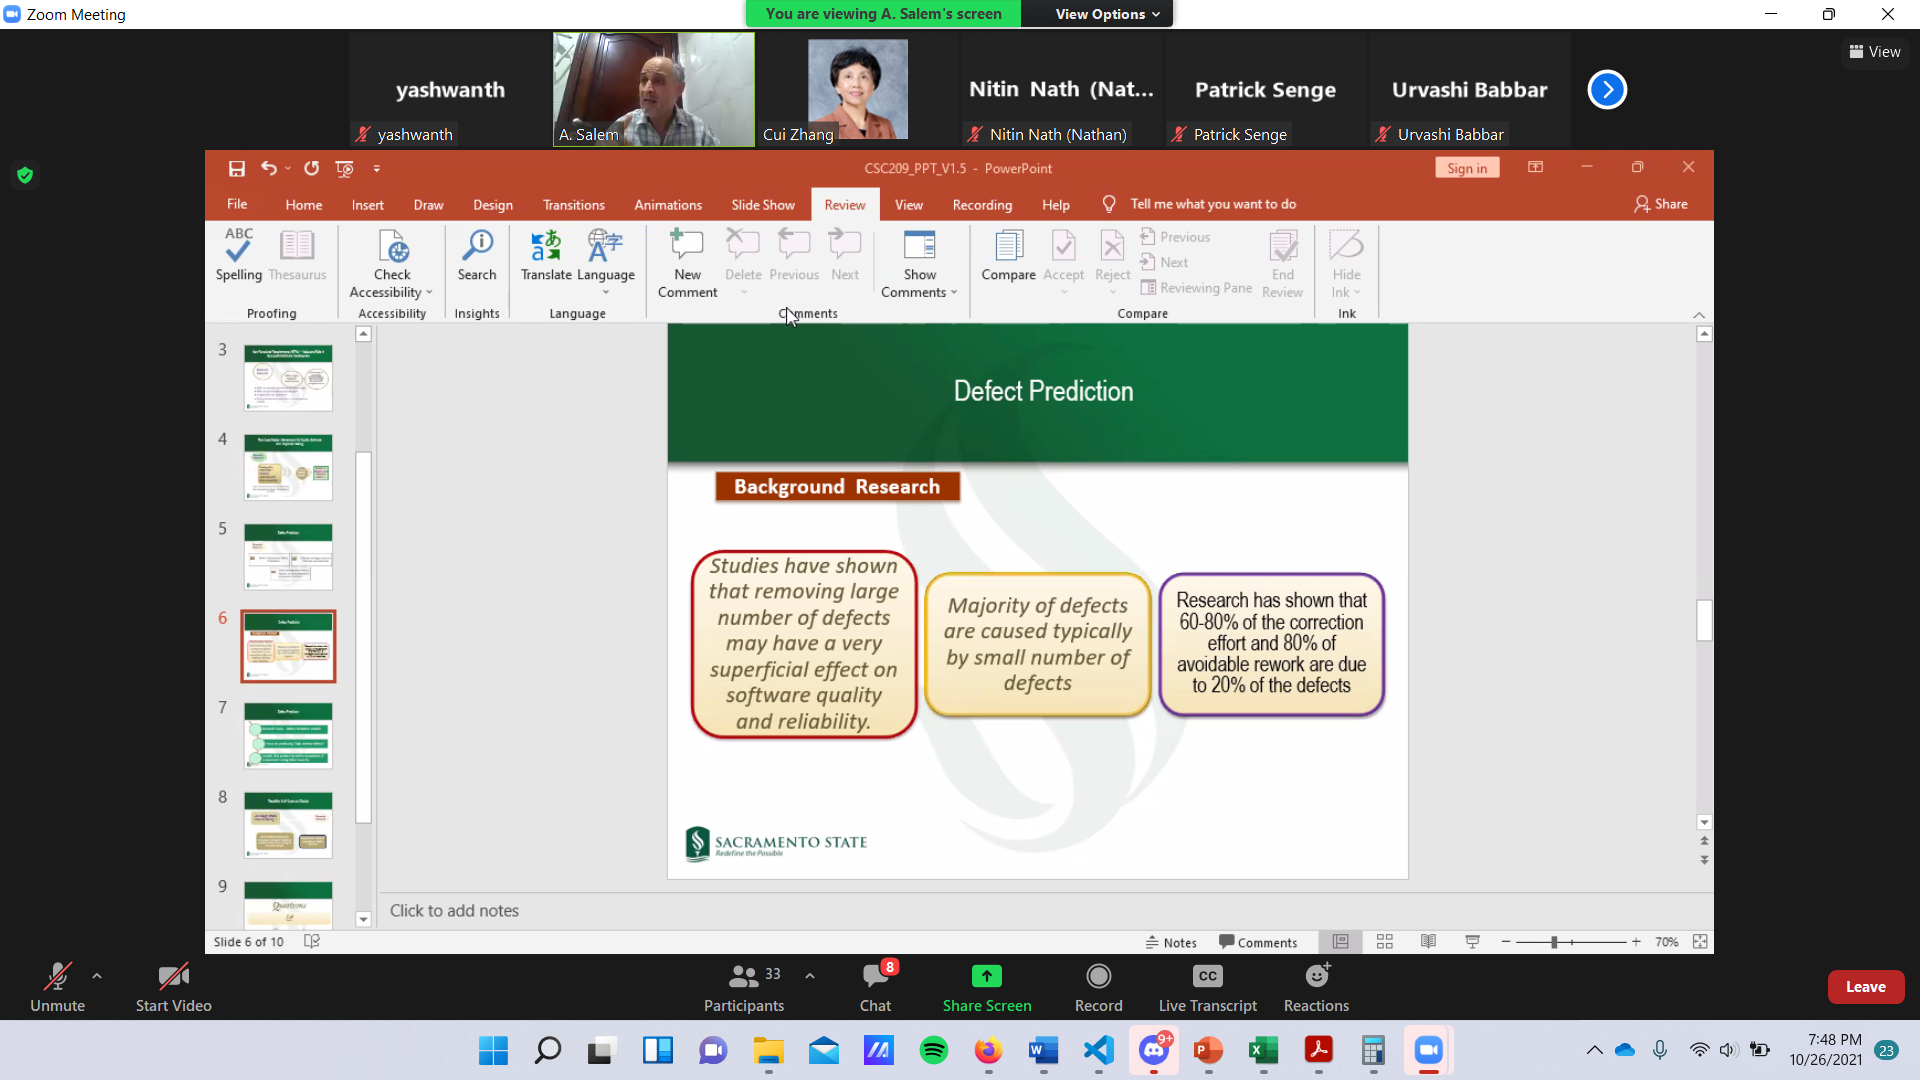 Zoom Meeting
You are viewing A. Salem's screen
View Options
View
yashwanth
Nitin Nath (Nat...
Patrick Senge
Urvashi Babbar
yashwanth
A. Salem
Cui Zhang
Nitin Nath (Nathan)
Patrick Senge
Urvashi Babbar
CSC209_PPT_V1.5 - PowerPoint
Sign in
File
Home
Insert
Draw
Design
Transitions
Animations
Slide Show
Review
View
Recording
Help
Tell me what you want to do
Share
ABC
Spelling
Thesaurus
Proofing
Check
Accessibility
Accessibility
Search
Insights
Translate
Language
Language
New
Comment
Delete
Previous
Next
Show
Comments
Comments
Compare
Accept
Reject
Previous
Next
Reviewing Pane
End
Review
Compare
Hide
Ink
Ink
3
4
5
6
7
8
9
Defect Prediction
Background Research
Studies have shown
that removing large
number of defects
may have a very
superficial effect on
software quality
and reliability.
Majority of defects
are caused typically
by small number of
defects
Research has shown that
60-80% of the correction
effort and 80% of
avoidable rework are due
to 20% of the defects
SACRAMENTO STATE
Redefine the Possible
Questions
Click to add notes
Slide 6 of 10
Notes
Comments
70%
Unmute
Start Video
33
Participants
8
Chat
Share Screen
Record
CC
Live Transcript
Reactions
Leave
9+
7:48 PM
10/26/2021
23